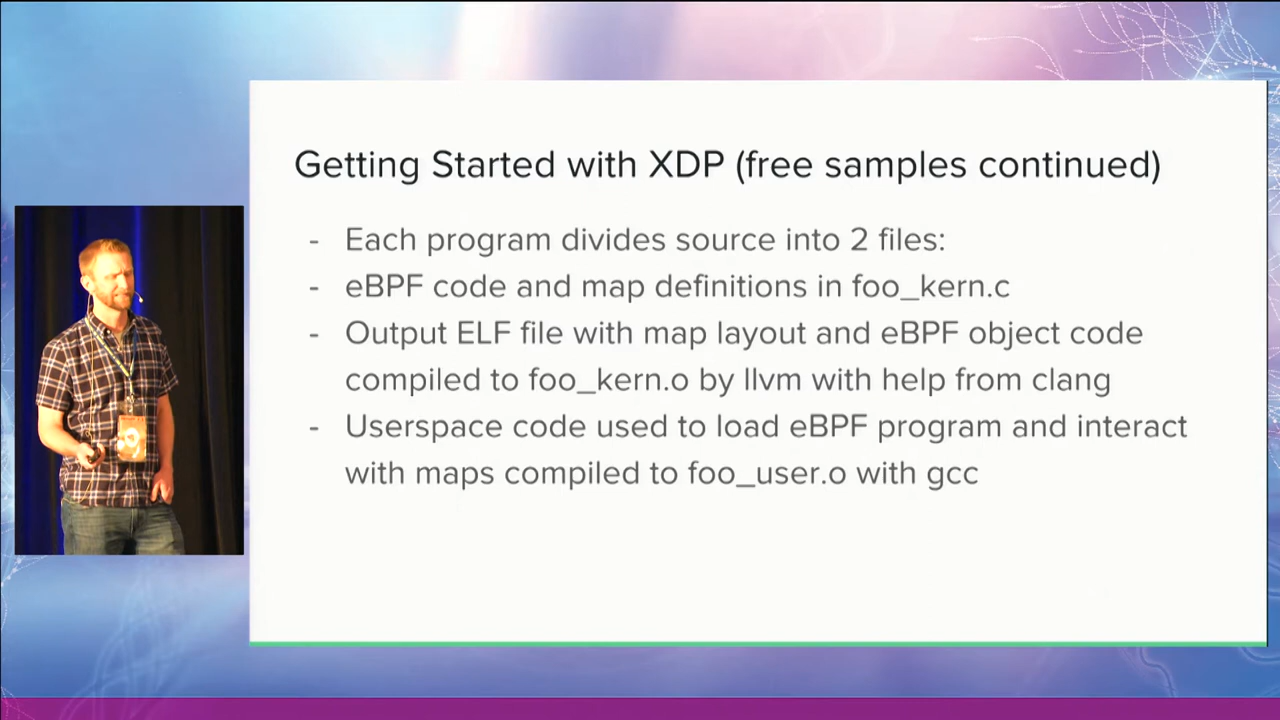 Getting Started with XDP (free samples continued)
- Each program divides source into 2 files:
- eBPF code and map definitions in foo_kern.c
- Output ELF file with map layout and eBPF object code
compiled to foo_kern.o by llvm with help from clang
- Userspace code used to load eBPF program and interact
with maps compiled to foo_user.o with gcc